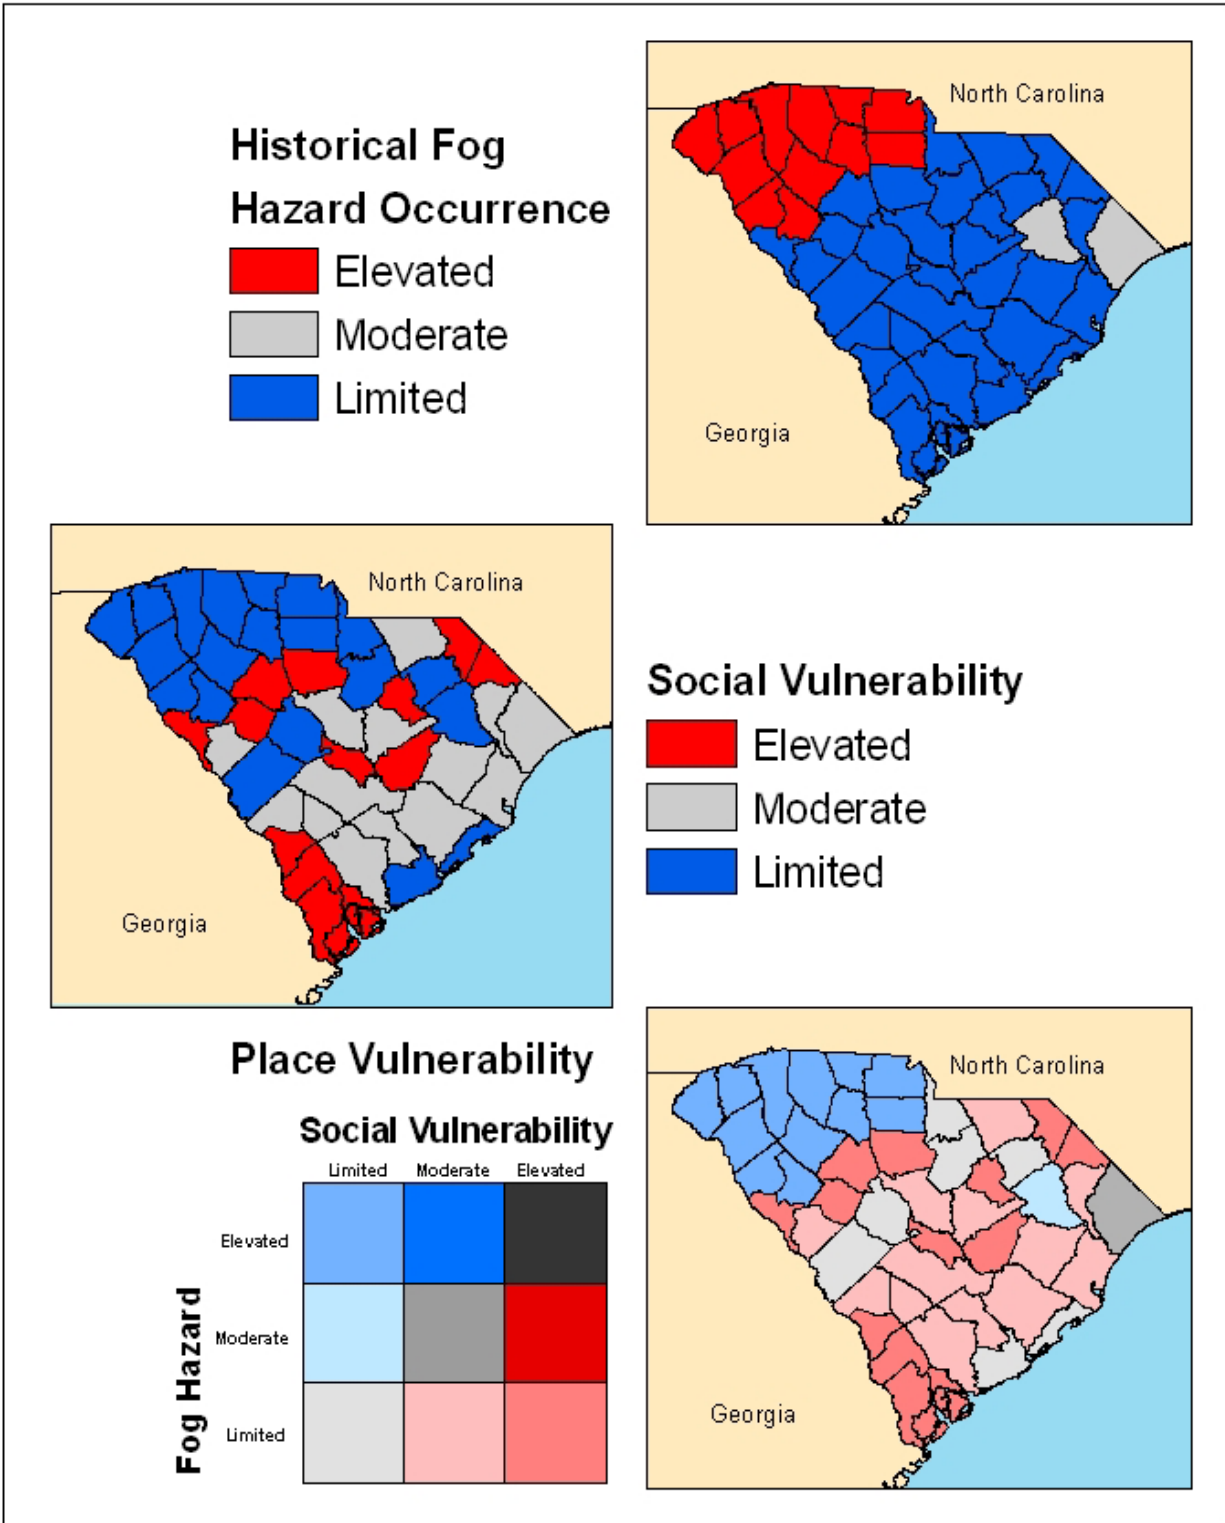 North Carolina
Historical Fog
Hazard Occurrence
Elevated
Moderate
Limited
Georgia
North Carolina
Georgia
Social Vulnerability
Elevated
Moderate
Limited
Place Vulnerability
Social Vulnerability
Limited Moderate Elevated
Elevated
Moderate
Limited
Fog Hazard
North Carolina
Georgia